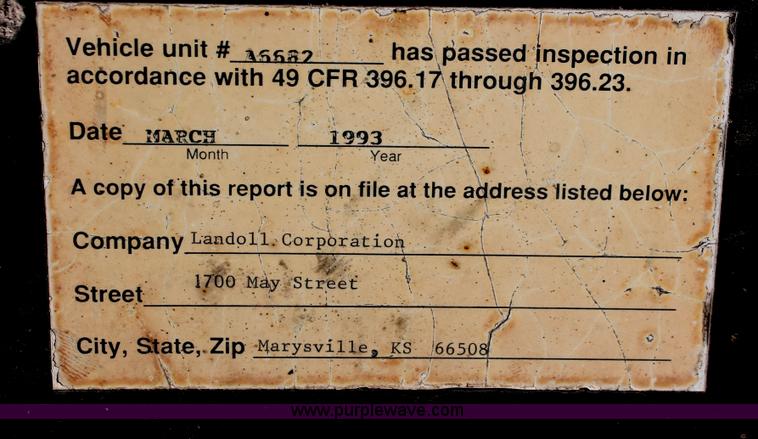 Vehicle unit # A6682 has passed inspection in
accordance with 49 CFR 396.17 through 396.23.
Date MARCH 1993
Month Year
A copy of this report is on file at the address listed below:
Company Landoll Corporation
Street 1700 May Street
City, State, Zip Marysville, KS 66508
www.purplewave.com